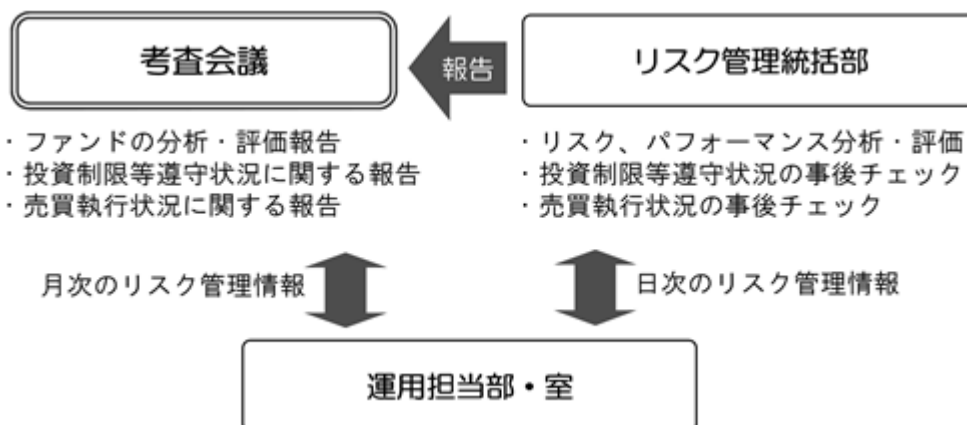 考査会議
報告
リスク管理統括部
・ファンドの分析・評価報告
・投資制限等遵守状況に関する報告
・売買執行状況に関する報告
・リスク、パフォーマンス分析・評価
・投資制限等遵守状況の事後チェック
・売買執行状況の事後チェック
月次のリスク管理情報
日次のリスク管理情報
運用担当部・室